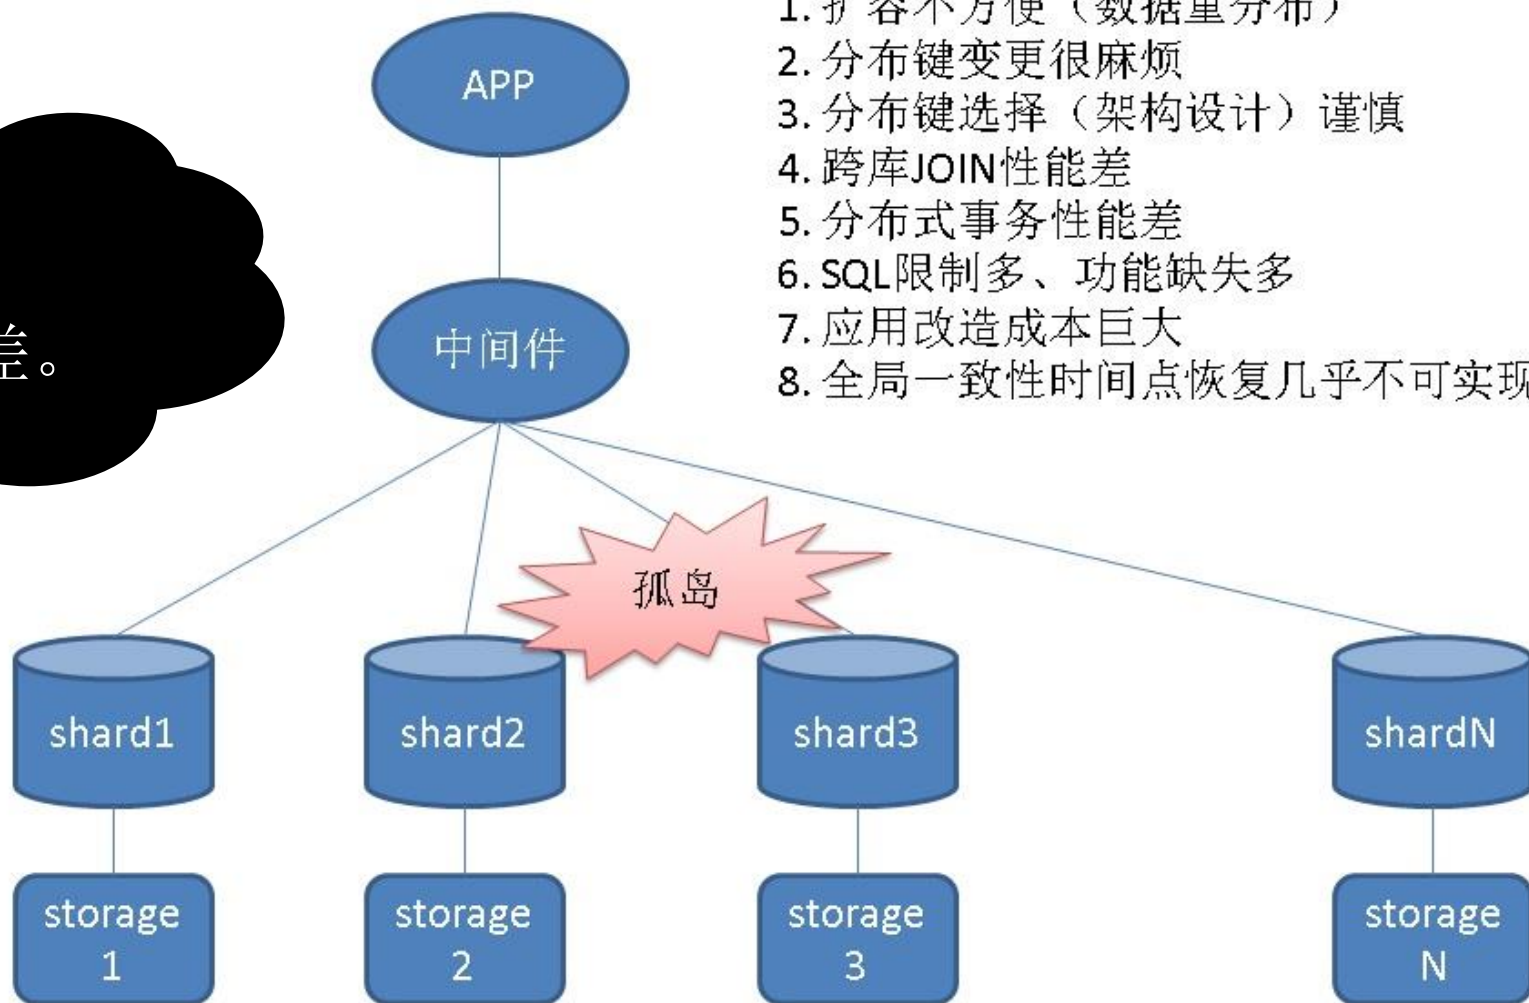 1. 扩容不方便（数据重分布）
2. 分布键变更很麻烦
3. 分布键选择（架构设计）谨慎
4. 跨库JOIN性能差
5. 分布式事务性能差
6. SQL限制多、功能缺失多
7. 应用改造成本巨大
8. 全局一致性时间点恢复几乎不可实现
差。
APP
中间件
孤岛
shard1
shard2
shard3
shardN
storage
1
storage
2
storage
3
storage
N